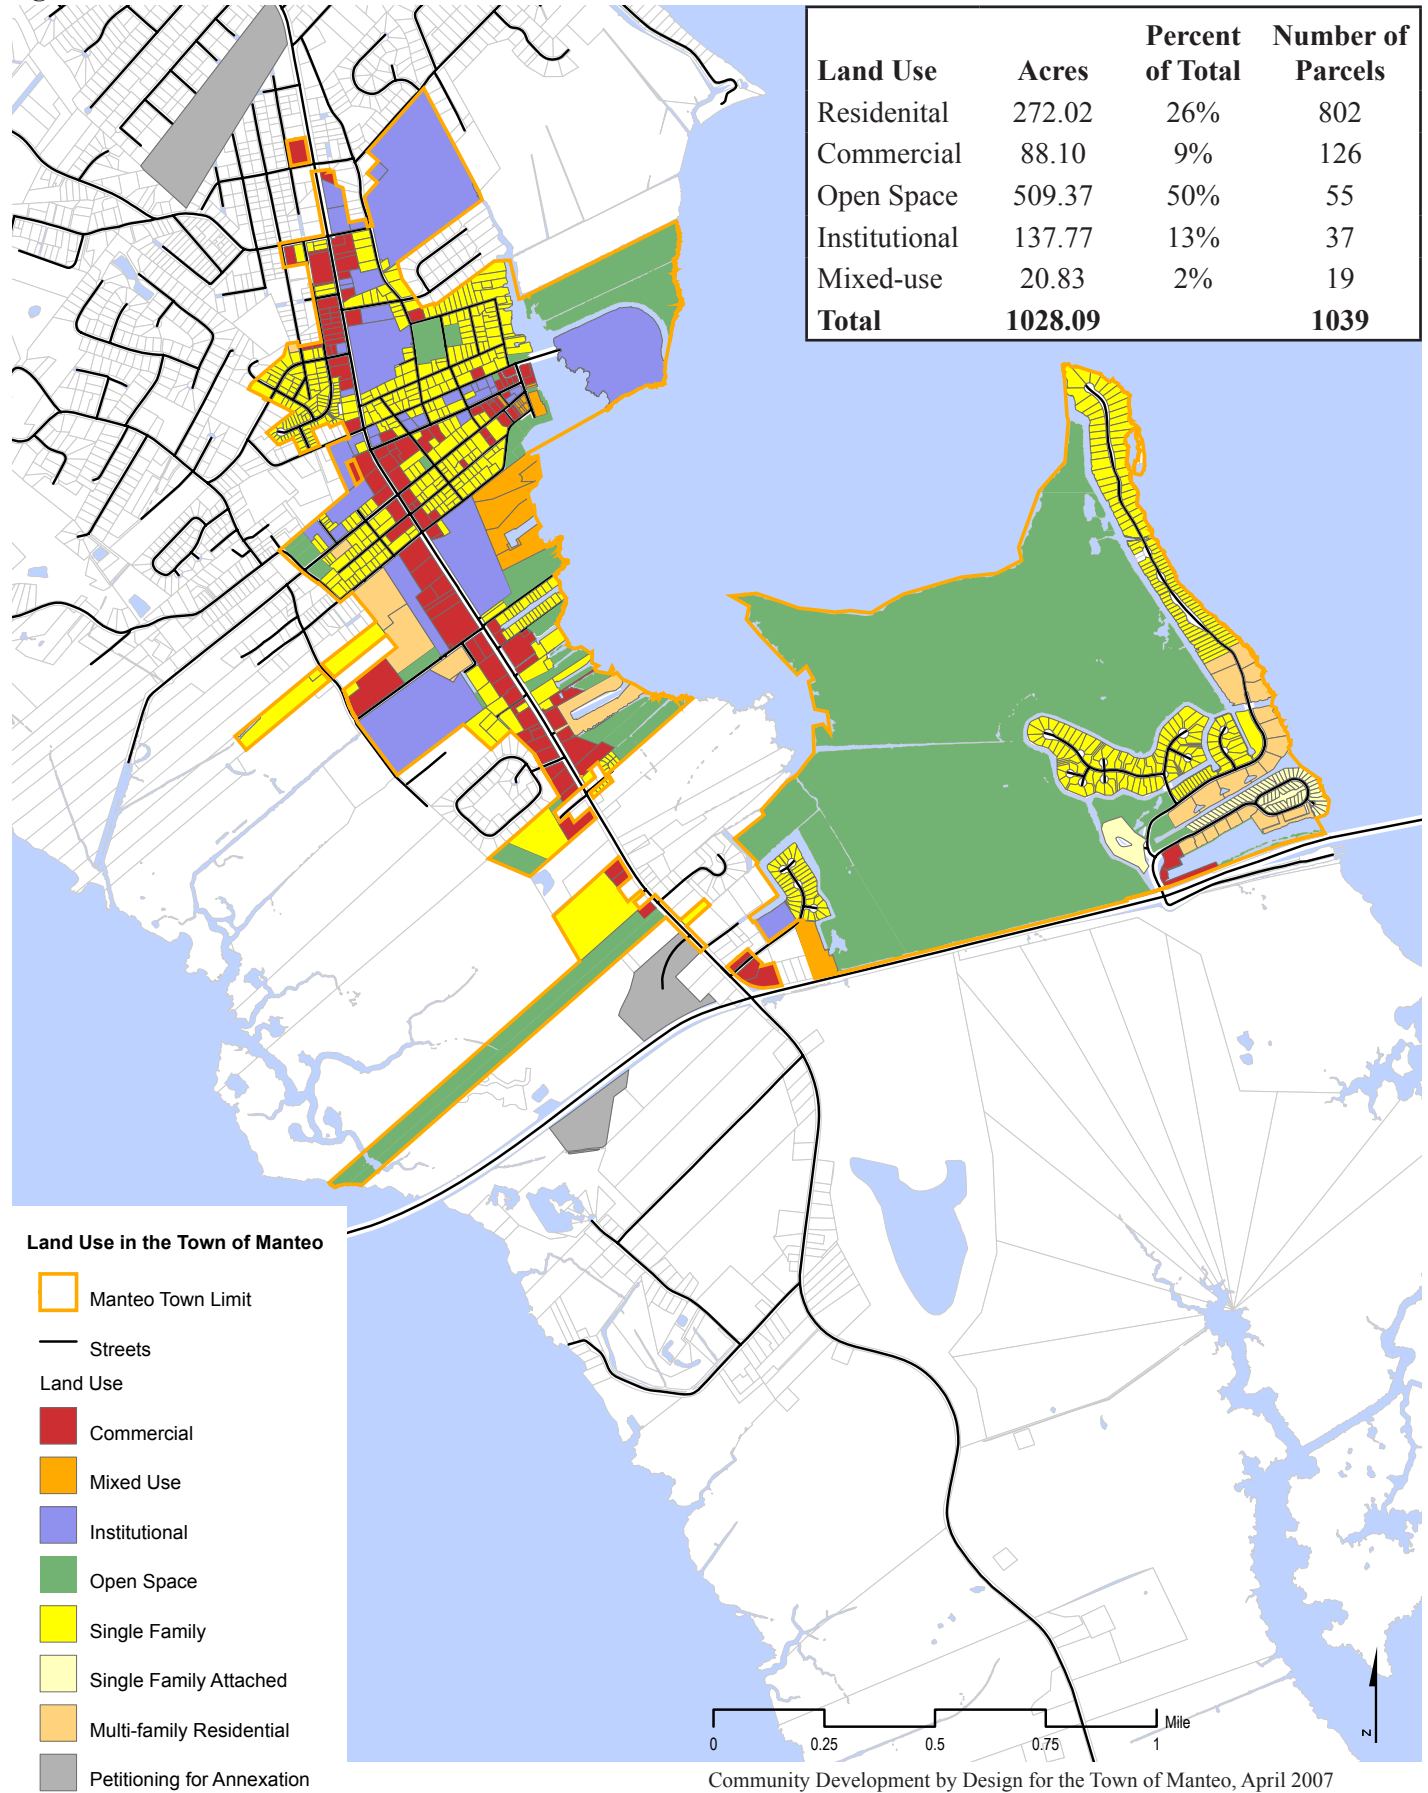 Land Use Acres Percent of Total Number of Parcels
Residenital 272.02 26% 802
Commercial 88.10 9% 126
Open Space 509.37 50% 55
Institutional 137.77 13% 37
Mixed-use 20.83 2% 19
Total 1028.09 1039
Land Use in the Town of Manteo
Manteo Town Limit
Streets
Land Use
Commercial
Mixed Use
Institutional
Open Space
Single Family
Single Family Attached
Multi-family Residential
Petitioning for Annexation
N
Mile
0 0.25 0.5 0.75 1
Community Development by Design for the Town of Manteo, April 2007